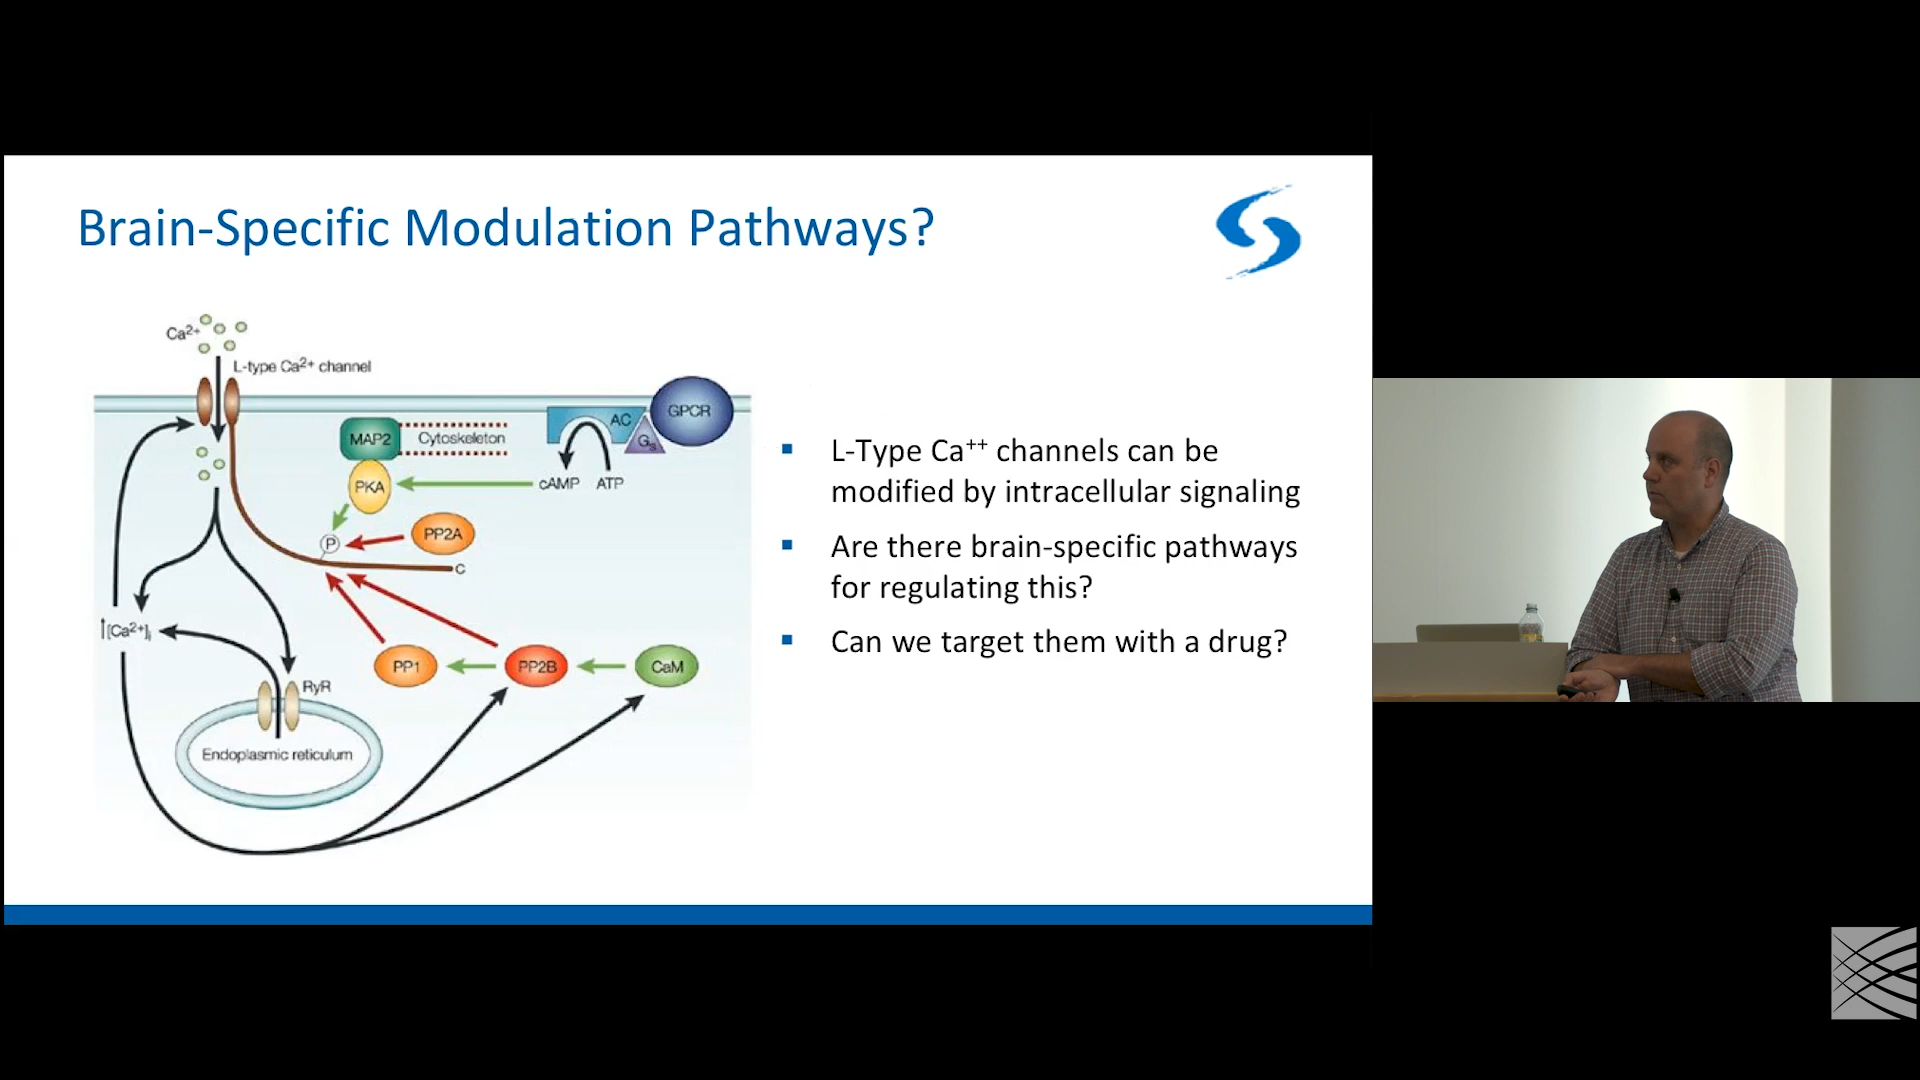 Brain-Specific Modulation Pathways?
Ca²⁺
L-type Ca²⁺ channel
GPCR
AC
Gₛ
MAP2
Cytoskeleton
PKA
cAMP
ATP
P
PP2A
C
↑[Ca²⁺]ᵢ
PP1
PP2B
CaM
RyR
Endoplasmic reticulum
▪ L-Type Ca⁺⁺ channels can be
modified by intracellular signaling
▪ Are there brain-specific pathways
for regulating this?
▪ Can we target them with a drug?